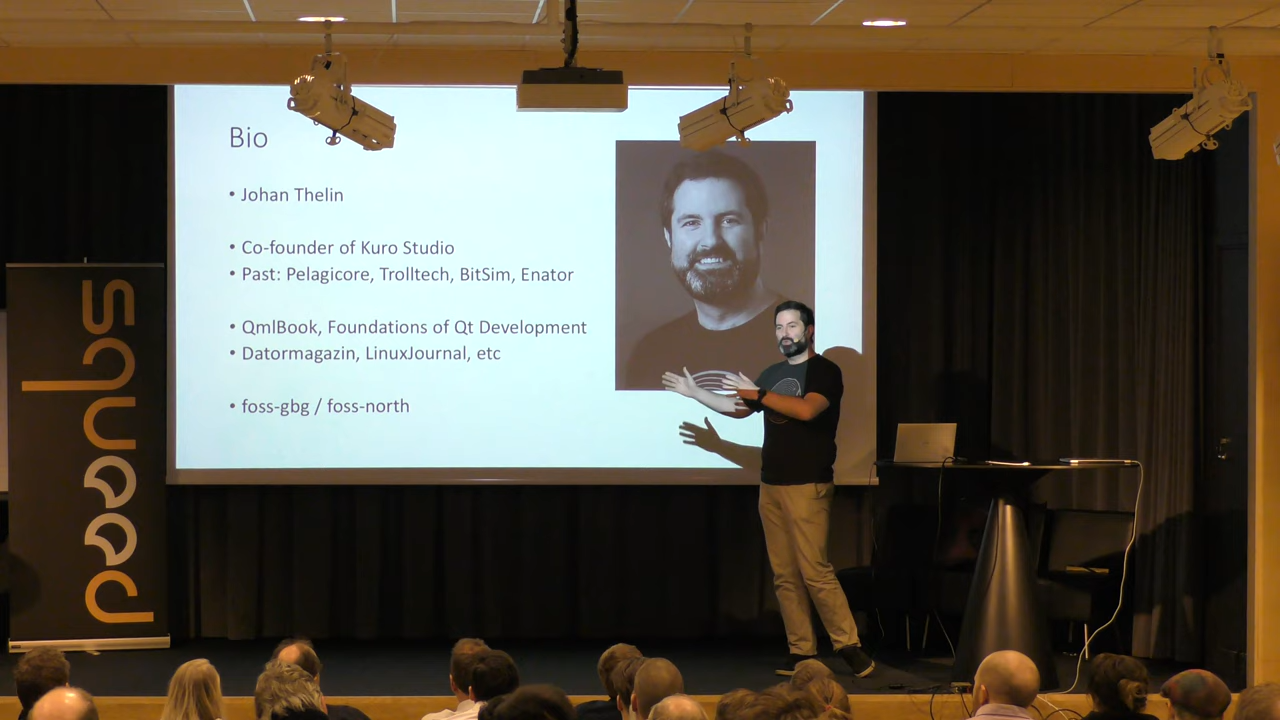 Bio
• Johan Thelin
• Co-founder of Kuro Studio
• Past: Pelagicore, Trolltech, BitSim, Enator
• QmlBook, Foundations of Qt Development
• Datormagazin, LinuxJournal, etc
• foss-gbg / foss-north
squeed